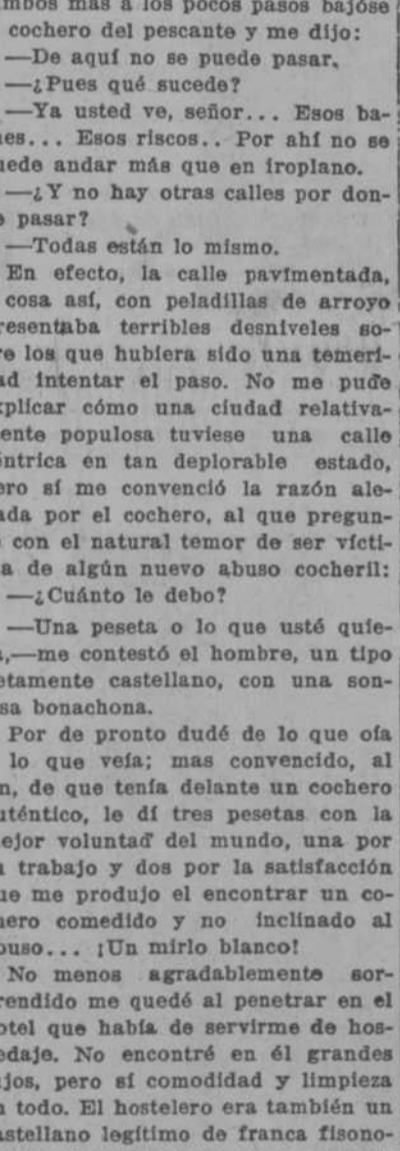 mbos más a los pocos pasos bajóse
cochero del pescante y me dijo:
—De aquí no se puede pasar.
—¿Pues qué sucede?
—Ya usted ve, señor... Esos ba-
hes... Esos riscos.. Por ahí no se
uede andar más que en iroplano.
—¿Y no hay otras calles por don-
e pasar?
—Todas están lo mismo.
En efecto, la calle pavimentada,
cosa así, con peladillas de arroyo
resentaba terribles desniveles so-
re los que hubiera sido una temeri-
ad intentar el paso. No me pude
xplicar cómo una ciudad relativa-
ente populosa tuviese una calle
éntrica en tan deplorable estado,
ero sí me convenció la razón ale-
ada por el cochero, al que pregun-
é con el natural temor de ser vícti-
a de algún nuevo abuso cocheril:
—¿Cuánto le debo?
—Una peseta o lo que usté quie-
a,—me contestó el hombre, un tipo
etamente castellano, con una son-
sa bonachona.
Por de pronto dudé de lo que oía
lo que veía; mas convencido, al
n, de que tenía delante un cochero
uténtico, le dí tres pesetas con la
ejor voluntad del mundo, una por
u trabajo y dos por la satisfacción
ue me produjo el encontrar un co-
hero comedido y no inclinado al
buso... ¡Un mirlo blanco!
No menos agradablemente sor-
rendido me quedé al penetrar en el
otel que había de servirme de hos-
edaje. No encontré en él grandes
ujos, pero sí comodidad y limpieza
n todo. El hostelero era también un
astellano legítimo de franca fisono-